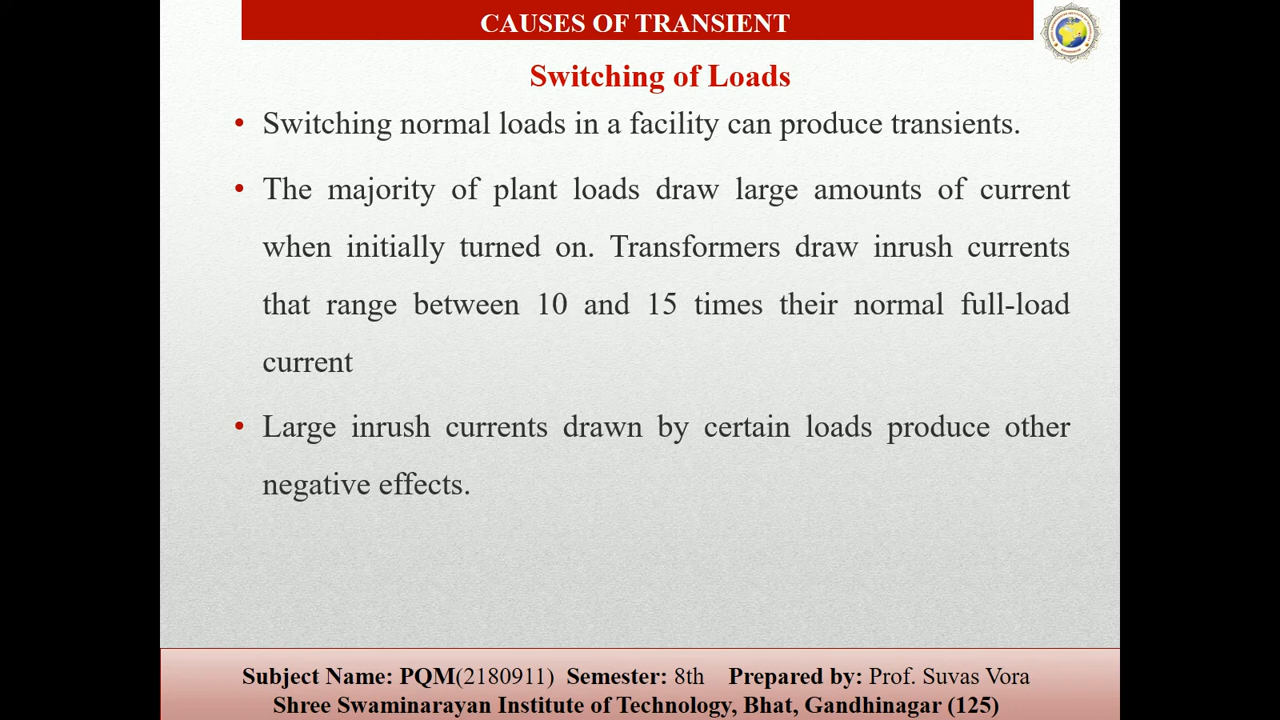 CAUSES OF TRANSIENT
Switching of Loads
• Switching normal loads in a facility can produce transients.
• The majority of plant loads draw large amounts of current
when initially turned on. Transformers draw inrush currents
that range between 10 and 15 times their normal full-load
current
• Large inrush currents drawn by certain loads produce other
negative effects.
Subject Name: PQM(2180911) Semester: 8th Prepared by: Prof. Suvas Vora
Shree Swaminarayan Institute of Technology, Bhat, Gandhinagar (125)